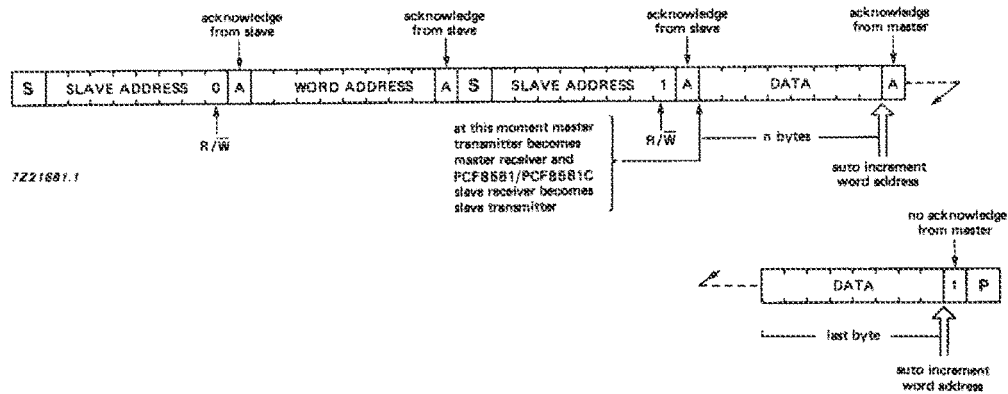 acknowledge
from slave
acknowledge
from slave
acknowledge
from slave
acknowledge
from master
S SLAVE ADDRESS 0 A WORD ADDRESS A S SLAVE ADDRESS 1 A DATA A
R/W̅
R/W̅
at this moment master
transmitter becomes
master receiver and
PCF8581/PCF8581C
slave receiver becomes
slave transmitter
n bytes
auto increment
word address
7Z21681.1
no acknowledge
from master
DATA 1 P
last byte
auto increment
word address